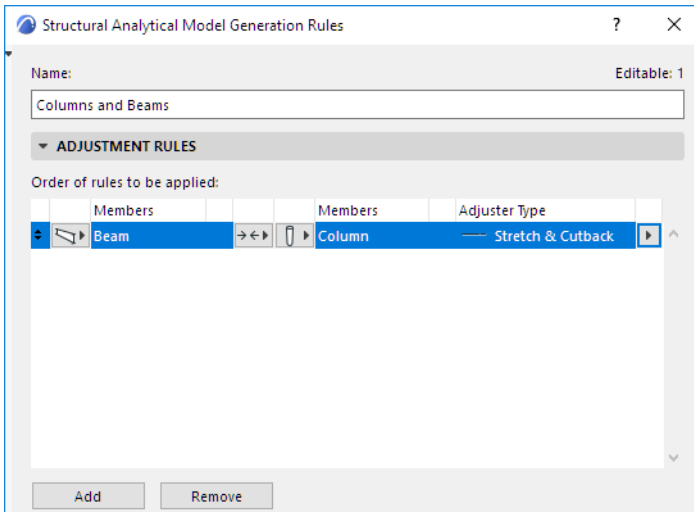 Structural Analytical Model Generation Rules ?
Name: Editable: 1
Columns and Beams
ADJUSTMENT RULES
Order of rules to be applied:
Members Members Adjuster Type
Beam Column Stretch & Cutback
Add Remove